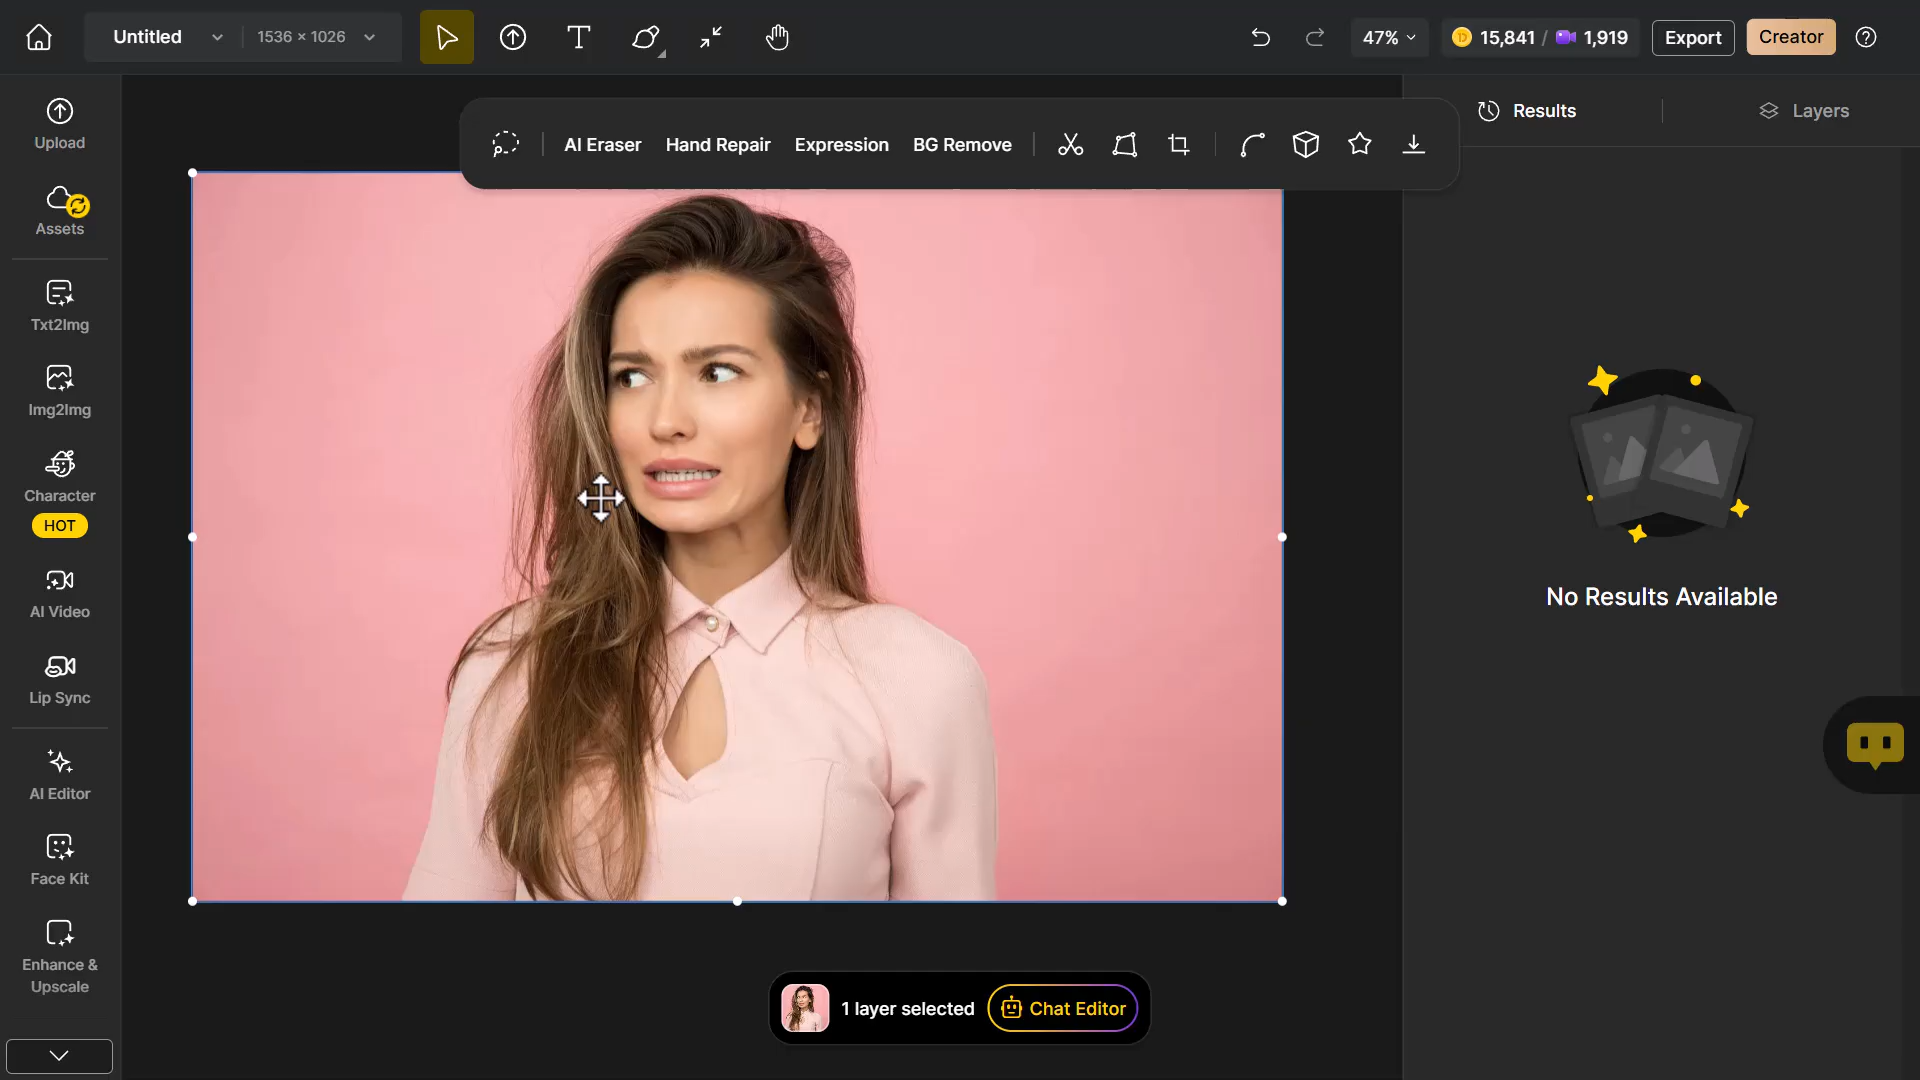 Untitled
1536 × 1026
47%
15,841 / 1,919
Export
Creator
Upload
Assets
Txt2Img
Img2Img
Character
HOT
AI Video
Lip Sync
AI Editor
Face Kit
Enhance &
Upscale
AI Eraser
Hand Repair
Expression
BG Remove
Results
Layers
No Results Available
1 layer selected
Chat Editor